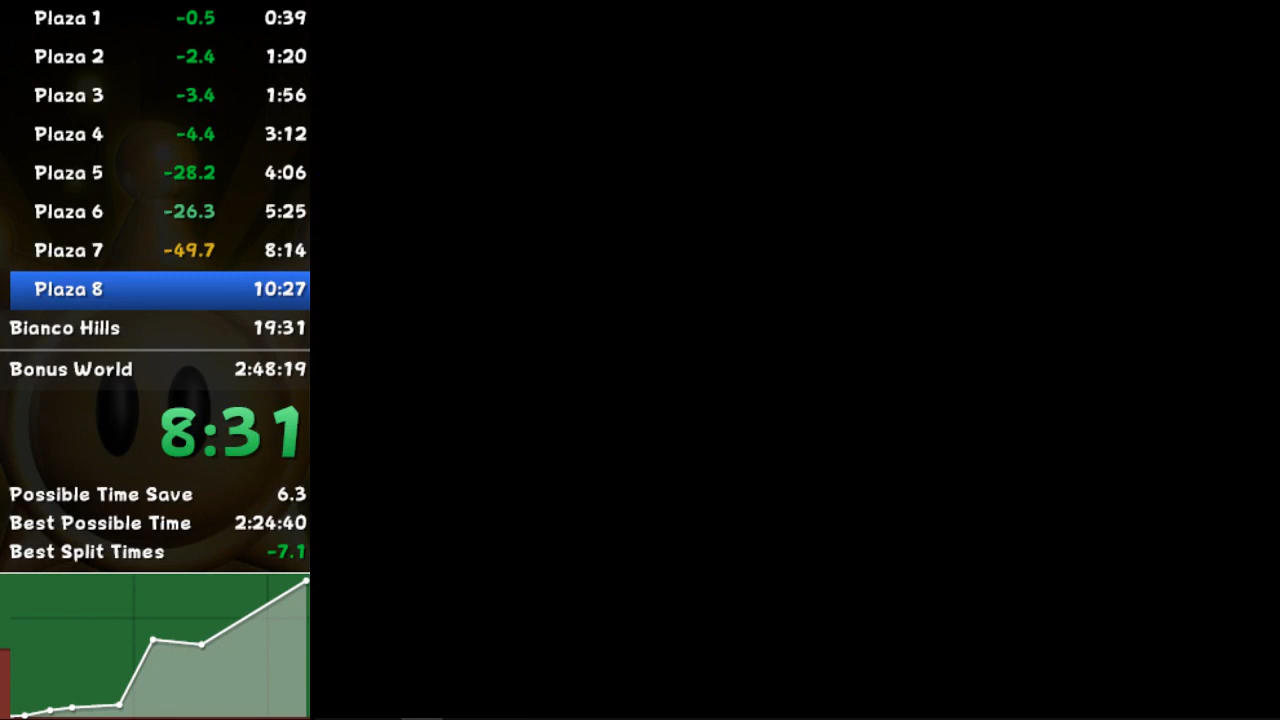 Plaza 1 -0.5 0:39
Plaza 2 -2.4 1:20
Plaza 3 -3.4 1:56
Plaza 4 -4.4 3:12
Plaza 5 -28.2 4:06
Plaza 6 -26.3 5:25
Plaza 7 -49.7 8:14
Plaza 8 10:27
Bianco Hills 19:31
Bonus World 2:48:19
8:31
Possible Time Save 6.3
Best Possible Time 2:24:40
Best Split Times -7.1